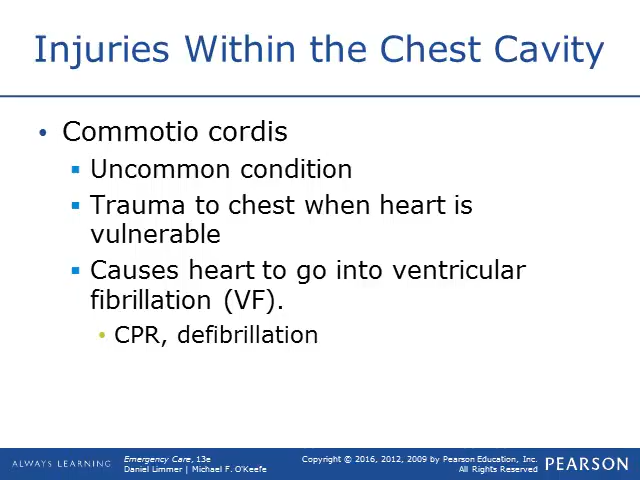 Injuries Within the Chest Cavity
• Commotio cordis
▪ Uncommon condition
▪ Trauma to chest when heart is
vulnerable
▪ Causes heart to go into ventricular
fibrillation (VF).
• CPR, defibrillation
ALWAYS LEARNING
Emergency Care, 13e
Daniel Limmer | Michael F. O'Keefe
Copyright © 2016, 2012, 2009 by Pearson Education, Inc.
All Rights Reserved
PEARSON